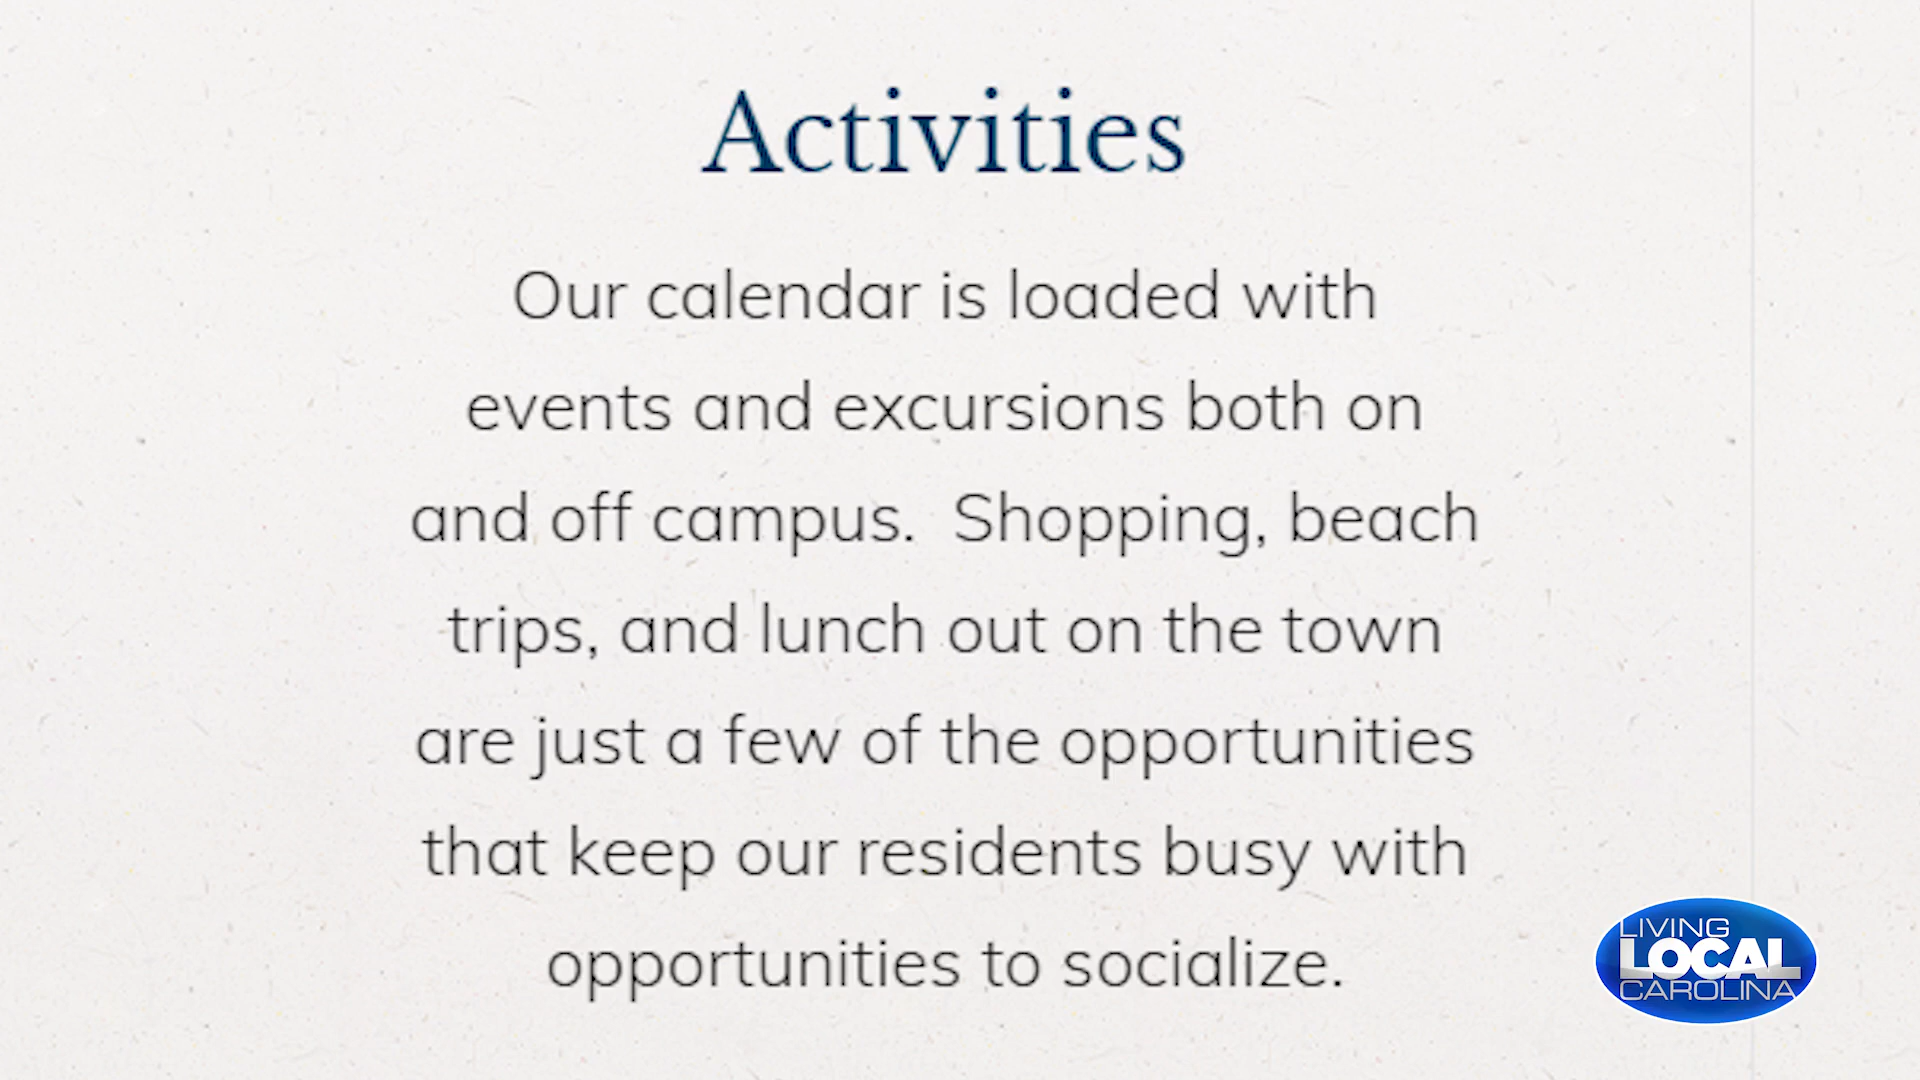 Activities
Our calendar is loaded with
events and excursions both on
and off campus.  Shopping, beach
trips, and lunch out on the town
are just a few of the opportunities
that keep our residents busy with
opportunities to socialize.
LIVING
LOCAL
CAROLINA